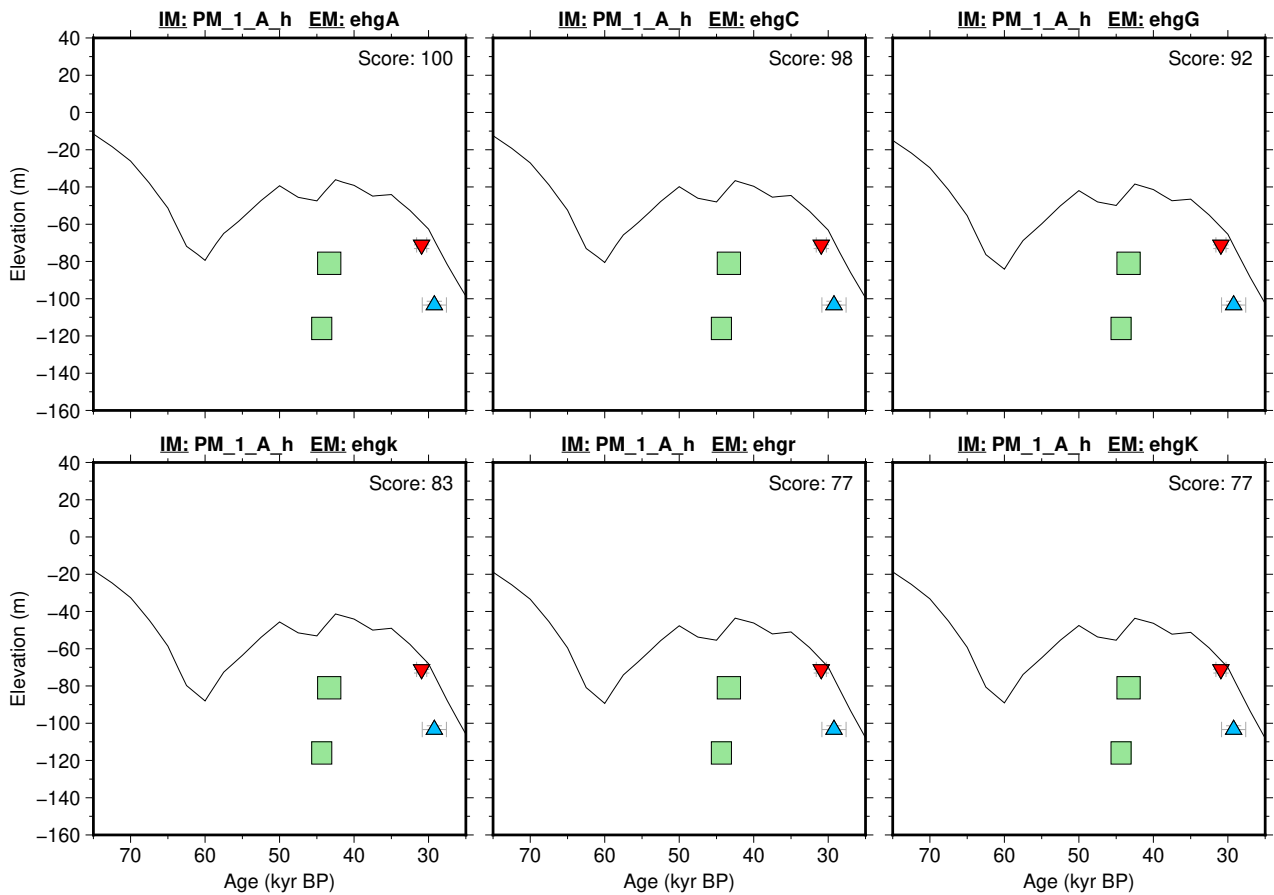 IM: PM_1_A_h EM: ehgA
IM: PM_1_A_h EM: ehgC
IM: PM_1_A_h EM: ehgG
40
20
0
−20
−40
−60
−80
−100
−120
−140
−160
Elevation (m)
Score: 100
Score: 98
Score: 92
IM: PM_1_A_h EM: ehgk
IM: PM_1_A_h EM: ehgr
IM: PM_1_A_h EM: ehgK
40
20
0
−20
−40
−60
−80
−100
−120
−140
−160
Elevation (m)
Score: 83
Score: 77
Score: 77
70 60 50 40 30
70 60 50 40 30
70 60 50 40 30
Age (kyr BP)
Age (kyr BP)
Age (kyr BP)